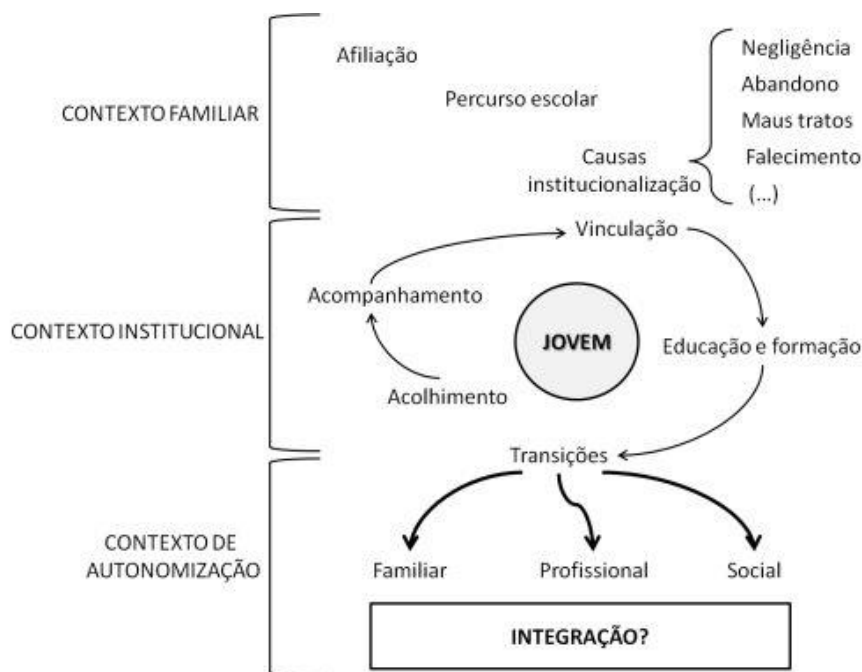 Afiliação
Negligência
Abandono
Percurso escolar
CONTEXTO FAMILIAR
Maus tratos
Causas
institucionalização
Falecimento
(...)
Vinculação
Acompanhamento
CONTEXTO INSTITUCIONAL
JOVEM
Educação e formação
Acolhimento
Transições
CONTEXTO DE
AUTONOMIZAÇÃO
Familiar
Profissional
Social
INTEGRAÇÃO?